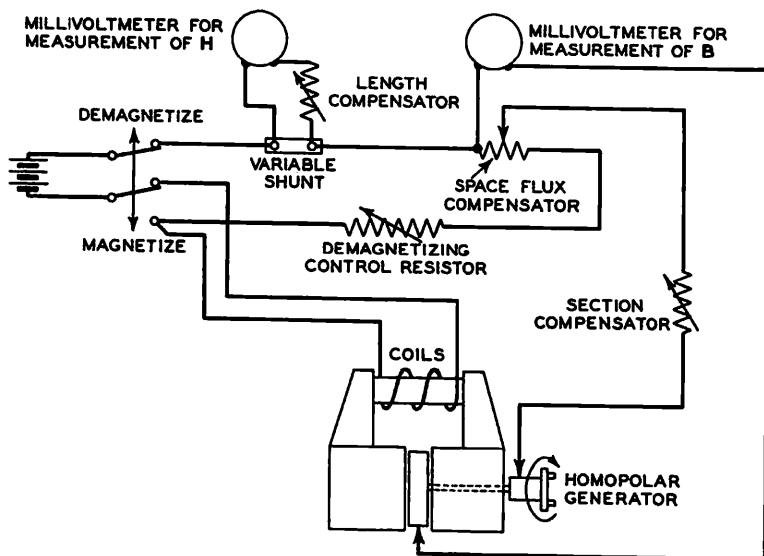 MILLIVOLTMETER FOR
MEASUREMENT OF H
MILLIVOLTMETER FOR
MEASUREMENT OF B
LENGTH
COMPENSATOR
DEMAGNETIZE
VARIABLE
SHUNT
SPACE FLUX
COMPENSATOR
MAGNETIZE
DEMAGNETIZING
CONTROL RESISTOR
SECTION
COMPENSATOR
COILS
HOMOPOLAR
GENERATOR